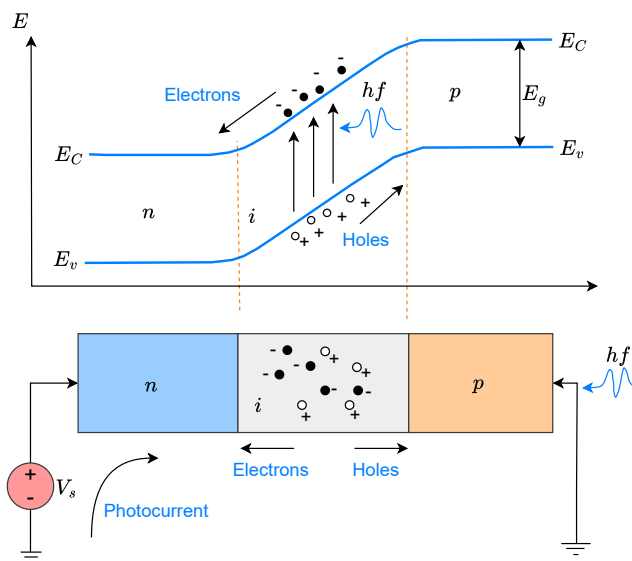 E
E_C
Electrons
hf
p
E_g
E_C
E_v
n
i
Holes
E_v
- - - -
+ + + +
n
i
p
hf
- - - - -
+ + + +
Electrons
Holes
+
-
V_s
Photocurrent